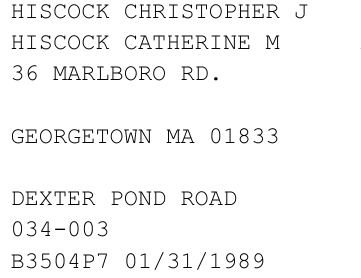 HISCOCK CHRISTOPHER J
HISCOCK CATHERINE M
36 MARLBORO RD.
GEORGETOWN MA 01833
DEXTER POND ROAD
034-003
B3504P7 01/31/1989